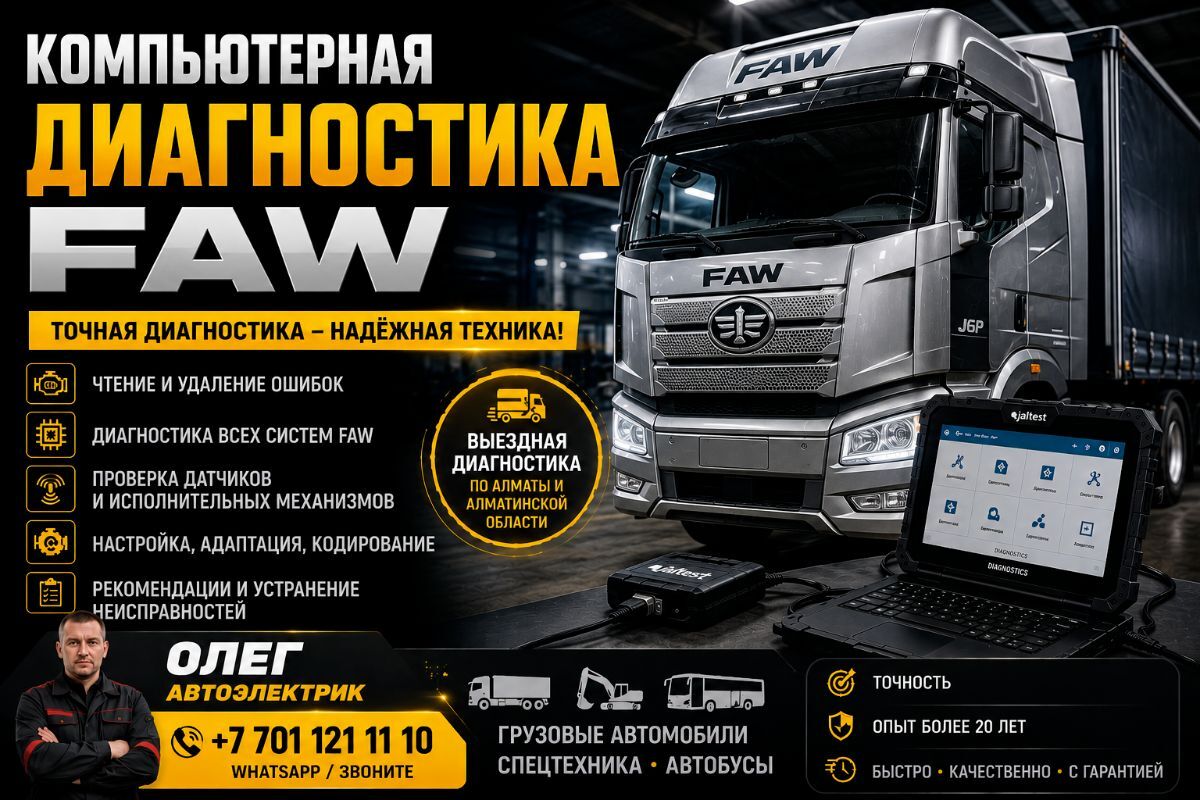 КОМПЬЮТЕРНАЯ
ДИАГНОСТИКА
FAW
ТОЧНАЯ ДИАГНОСТИКА – НАДЁЖНАЯ ТЕХНИКА!
ЧТЕНИЕ И УДАЛЕНИЕ ОШИБОК
ДИАГНОСТИКА ВСЕХ СИСТЕМ FAW
ПРОВЕРКА ДАТЧИКОВ
И ИСПОЛНИТЕЛЬНЫХ МЕХАНИЗМОВ
НАСТРОЙКА, АДАПТАЦИЯ, КОДИРОВАНИЕ
РЕКОМЕНДАЦИИ И УСТРАНЕНИЕ
НЕИСПРАВНОСТЕЙ
ВЫЕЗДНАЯ
ДИАГНОСТИКА
ПО АЛМАТЫ И
АЛМАТИНСКОЙ
ОБЛАСТИ
FAW
FAW
J6P
jaltest
DIAGNOSTICS
DIAGNOSTICS
jaltest
ОЛЕГ
АВТОЭЛЕКТРИК
+7 701 121 11 10
WHATSAPP / ЗВОНИТЕ
ГРУЗОВЫЕ АВТОМОБИЛИ
СПЕЦТЕХНИКА • АВТОБУСЫ
ТОЧНОСТЬ
ОПЫТ БОЛЕЕ 20 ЛЕТ
БЫСТРО • КАЧЕСТВЕННО • С ГАРАНТИЕЙ